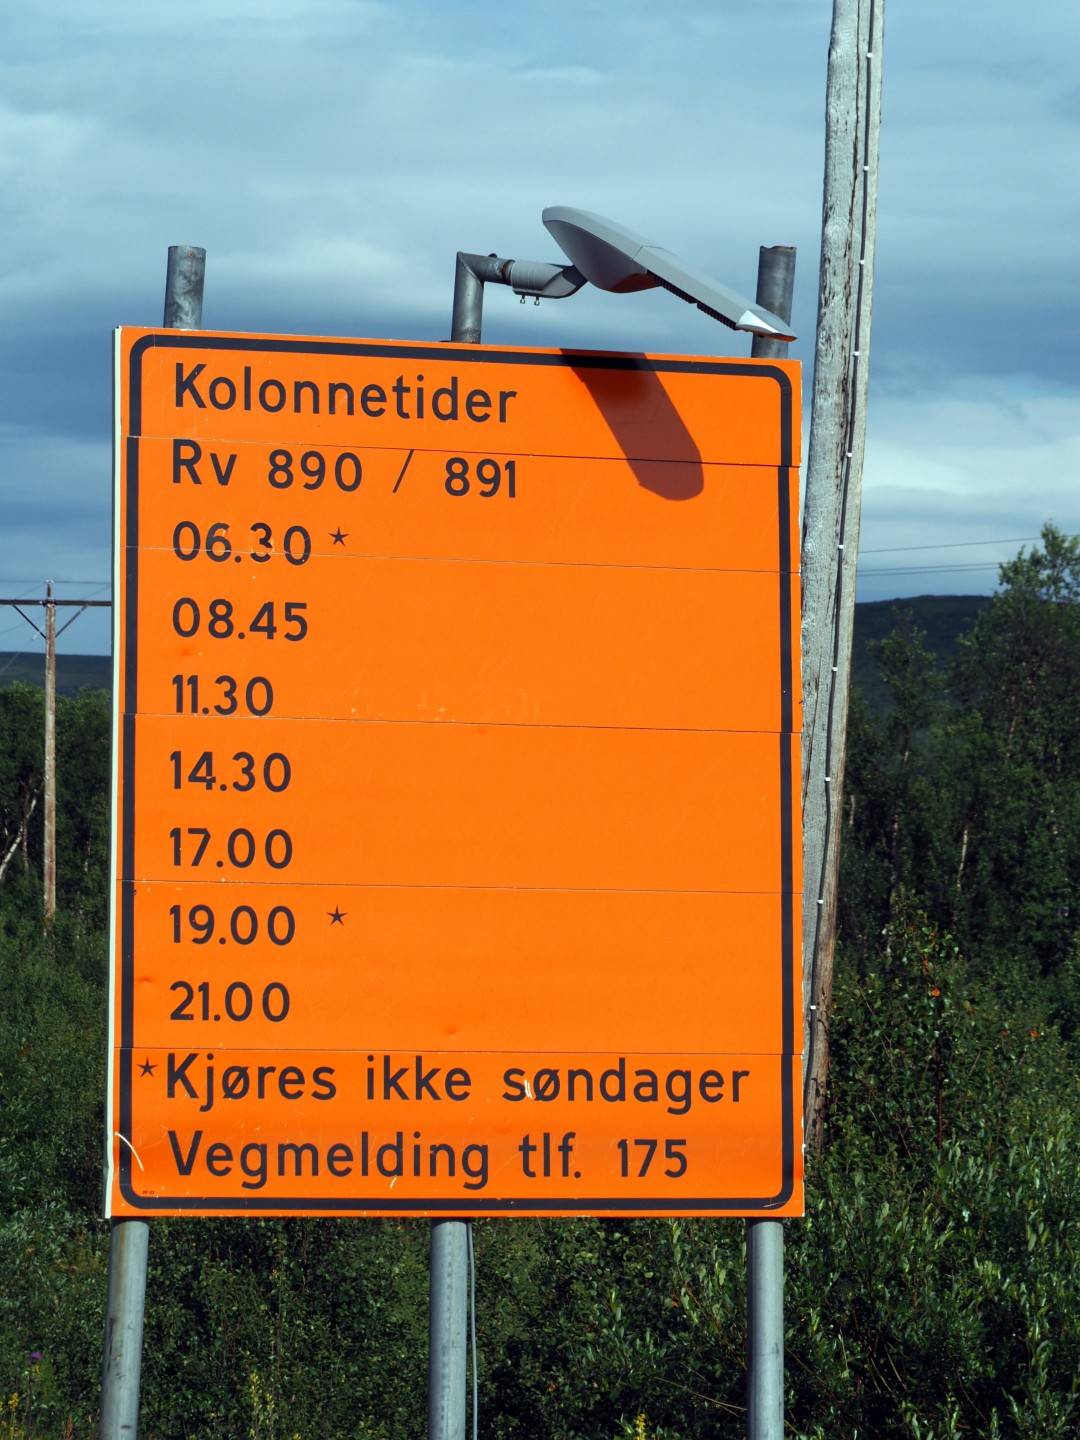 Kolonnetider
Rv 890 / 891
06.30 *
08.45
11.30
14.30
17.00
19.00 *
21.00
*Kjøres ikke søndager
Vegmelding tlf. 175